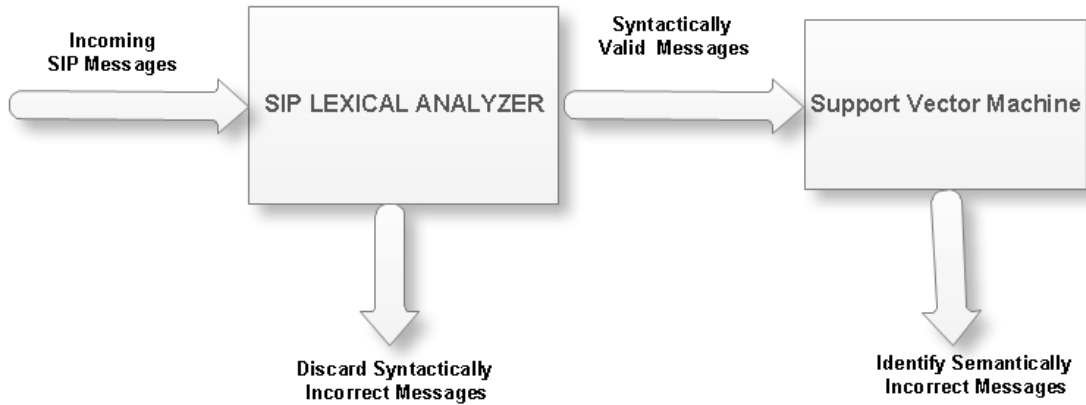 Incoming
SIP Messages
SIP LEXICAL ANALYZER
Syntactically
Valid Messages
Support Vector Machine
Discard Syntactically
Incorrect Messages
Identify Semantically
Incorrect Messages